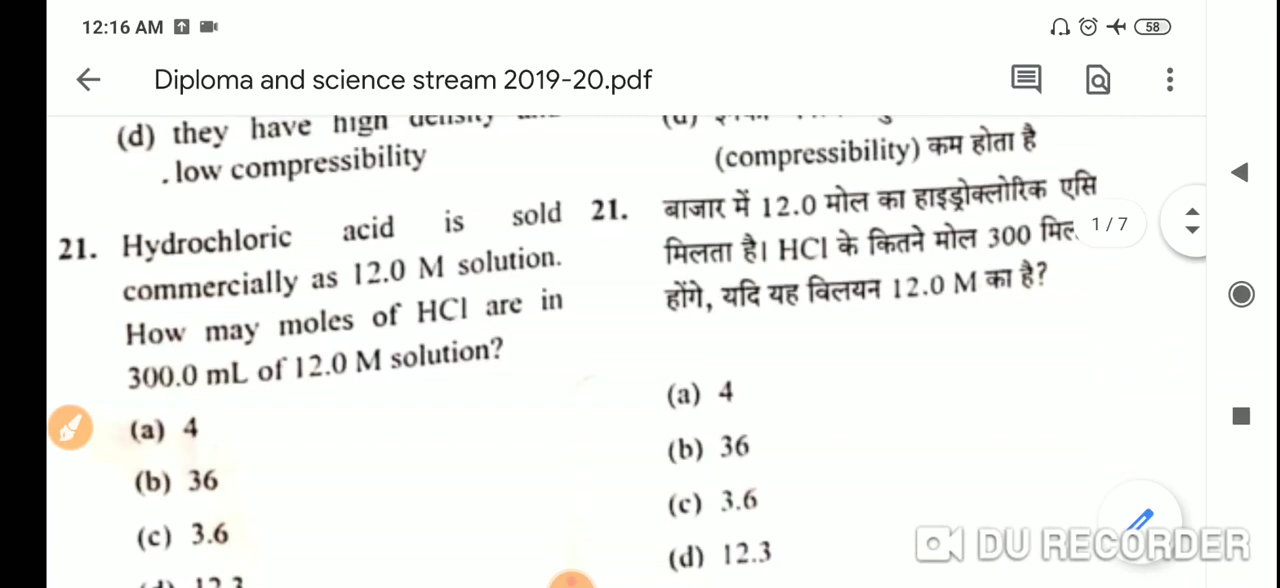 12:16 AM
58
Diploma and science stream 2019-20.pdf
(d) they have high density
. low compressibility
(compressibility) कम होता है
21. Hydrochloric acid is sold
commercially as 12.0 M solution.
How may moles of HCl are in
300.0 mL of 12.0 M solution?
(a) 4
(b) 36
(c) 3.6
(d) 12.3
21. बाजार में 12.0 मोल का हाइड्रोक्लोरिक एसि
मिलता है। HCl के कितने मोल 300 मिल
होंगे, यदि यह विलयन 12.0 M का है?
(a) 4
(b) 36
(c) 3.6
(d) 12.3
1 / 7
DU RECORDER